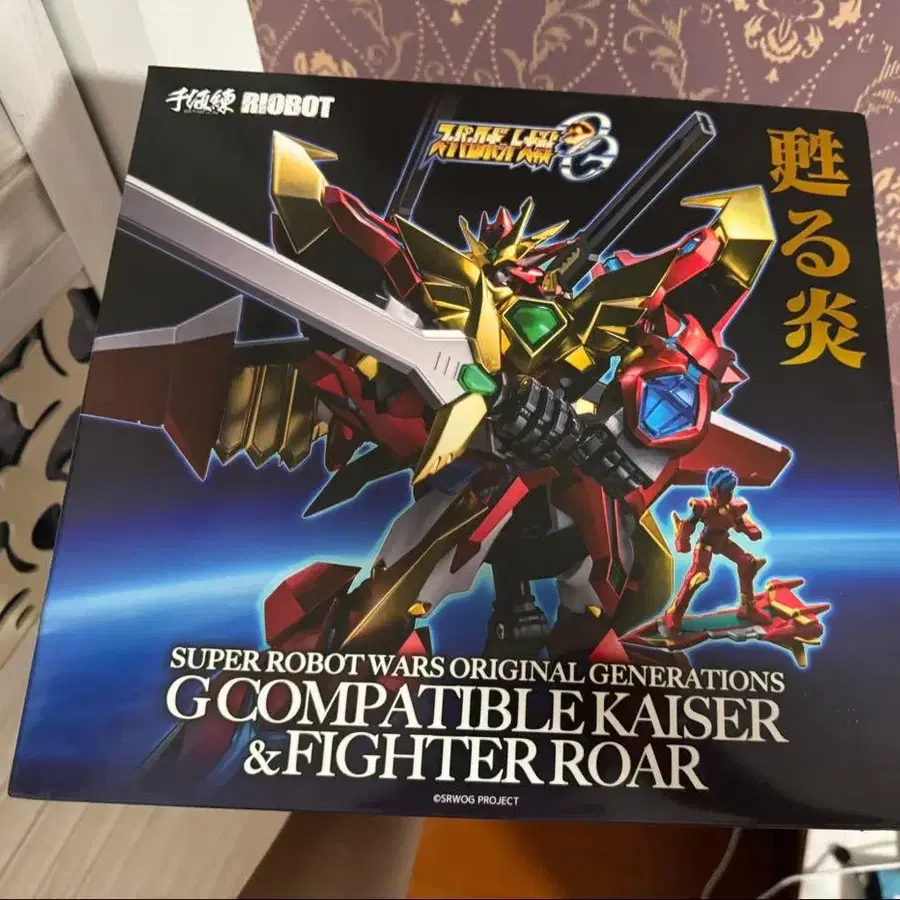 千値練 RIOBOT
スーパーロボット大戦OG
甦る炎
SUPER ROBOT WARS ORIGINAL GENERATIONS
G COMPATIBLE KAISER
&FIGHTER ROAR
©SRWOG PROJECT